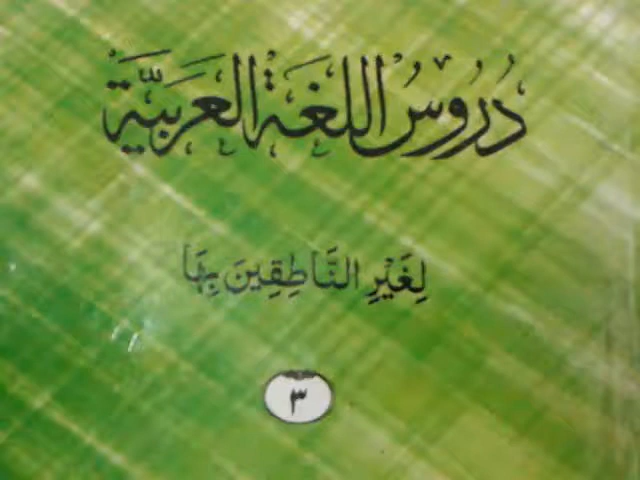 دُرُوسُ اللُّغَةِ العَرَبِيَّةِ
لِغَيْرِ النَّاطِقِينَ بِهَا
٣